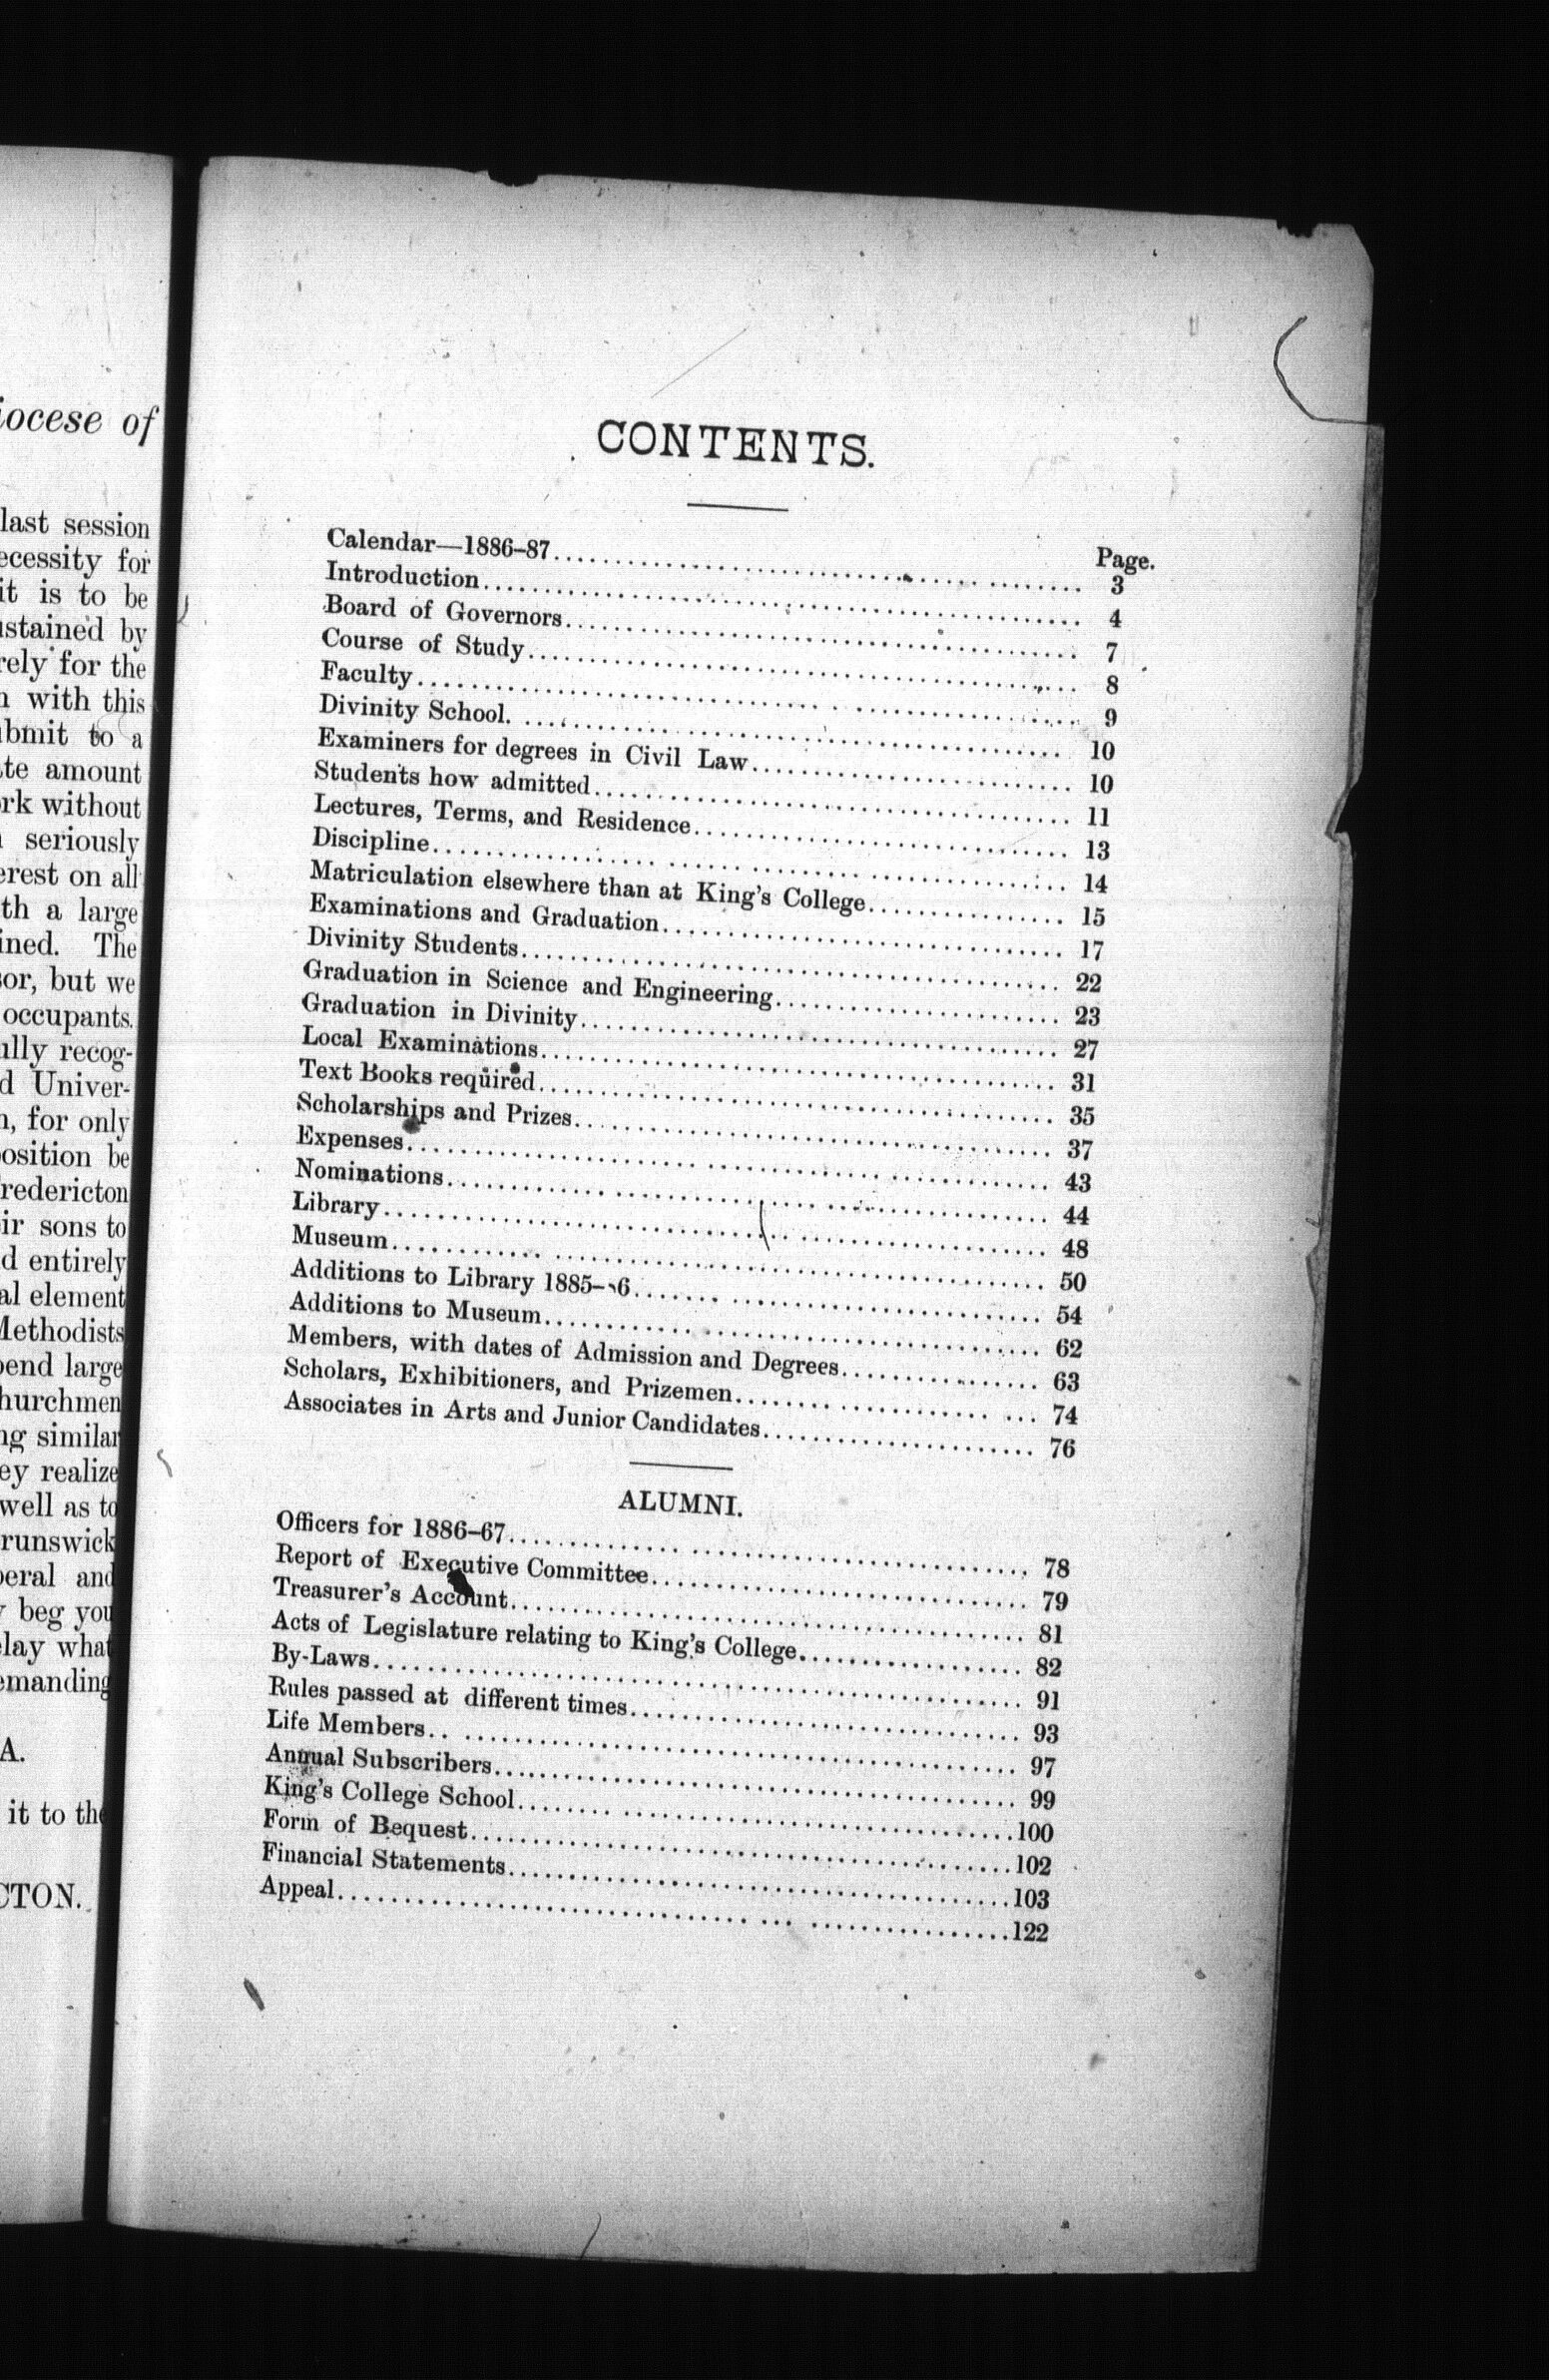 iocese of
last session
ecessity for
it is to be
stained by
rely for the
with this
bmit to a
te amount
rk without
seriously
erest on all
th a large
ined. The
or, but we
occupants.
ully recog-
d Univer-
n, for only
osition be
redericton
ir sons to
d entirely
al element
Methodists
pend large
hurchmen
ng similar
ey realize
well as to
runswick
beral and
beg you
elay what
emanding
A.
it to the
CTON.
CONTENTS.
Page.
Calendar—1886–87 3
Introduction 4
Board of Governors 7
Course of Study 8
Faculty 9
Divinity School 10
Examiners for degrees in Civil Law 10
Students how admitted 11
Lectures, Terms, and Residence 13
Discipline 14
Matriculation elsewhere than at King's College 15
Examinations and Graduation 17
Divinity Students 22
Graduation in Science and Engineering 23
Graduation in Divinity 27
Local Examinations 31
Text Books required 35
Scholarships and Prizes 37
Expenses 43
Nominations 44
Library 48
Museum 50
Additions to Library 1885–6 54
Additions to Museum 62
Members, with dates of Admission and Degrees 63
Scholars, Exhibitioners, and Prizemen 74
Associates in Arts and Junior Candidates 76
ALUMNI.
Officers for 1886–67 78
Report of Executive Committee 79
Treasurer's Account 81
Acts of Legislature relating to King's College 82
By-Laws 91
Rules passed at different times 93
Life Members 97
Annual Subscribers 99
King's College School 100
Form of Bequest 102
Financial Statements 103
Appeal 122